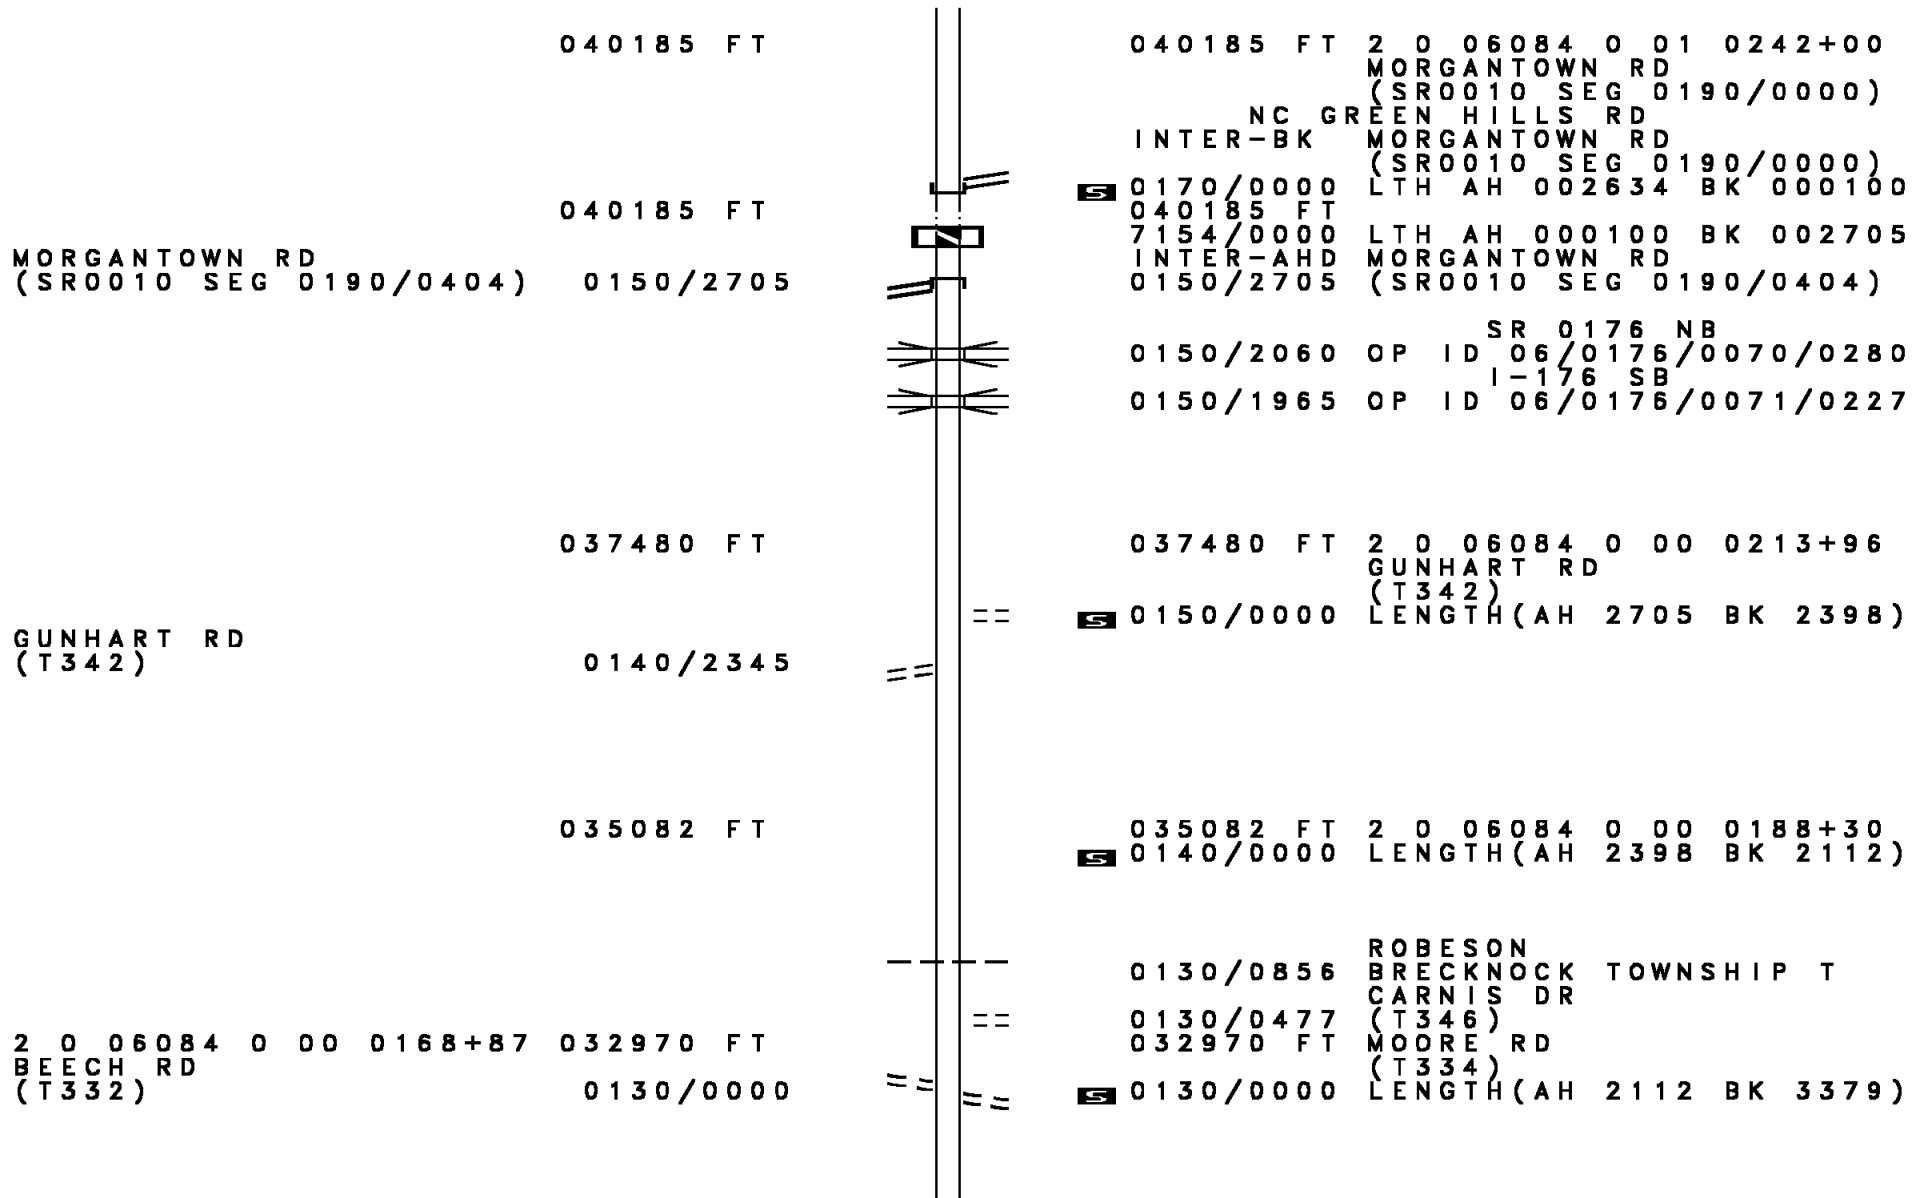 040185 FT 040185 FT 2 0 06084 0 01 0242+00
MORGANTOWN RD
(SR0010 SEG 0190/0000)
NC GREEN HILLS RD
INTER-BK MORGANTOWN RD
(SR0010 SEG 0190/0000)
S 0170/0000 LTH AH 002634 BK 000100
040185 FT 040185 FT
7154/0000 LTH AH 000100 BK 002705
MORGANTOWN RD INTER-AHD MORGANTOWN RD
(SR0010 SEG 0190/0404) 0150/2705 0150/2705 (SR0010 SEG 0190/0404)
SR 0176 NB
0150/2060 OP ID 06/0176/0070/0280
I-176 SB
0150/1965 OP ID 06/0176/0071/0227
037480 FT 037480 FT 2 0 06084 0 00 0213+96
GUNHART RD
(T342)
S 0150/0000 LENGTH(AH 2705 BK 2398)
GUNHART RD
(T342) 0140/2345
035082 FT 035082 FT 2 0 06084 0 00 0188+30
S 0140/0000 LENGTH(AH 2398 BK 2112)
ROBESON
0130/0856 BRECKNOCK TOWNSHIP T
CARNIS DR
0130/0477 (T346)
2 0 06084 0 00 0168+87 032970 FT 032970 FT MOORE RD
BEECH RD (T334)
(T332) 0130/0000 S 0130/0000 LENGTH(AH 2112 BK 3379)